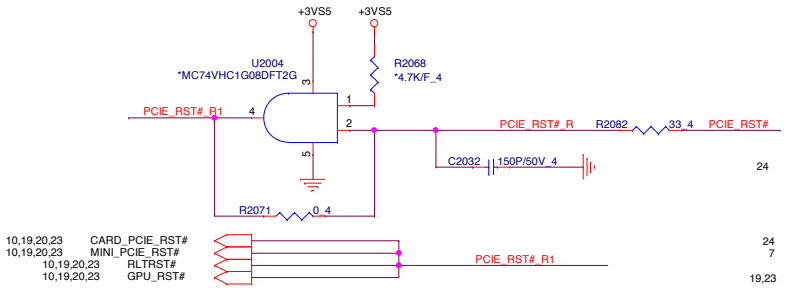 +3VS5 +3VS5
U2004 R2068
*MC74VHC1G08DFT2G *4.7K/F_4
3
1
PCIE_RST#_R1 4
2 PCIE_RST#_R R2082 33_4 PCIE_RST#
5
C2032 150P/50V_4 24
R2071 0_4
10,19,20,23 CARD_PCIE_RST# 24
10,19,20,23 MINI_PCIE_RST# 7
10,19,20,23 RLTRST# PCIE_RST#_R1
10,19,20,23 GPU_RST# 19,23